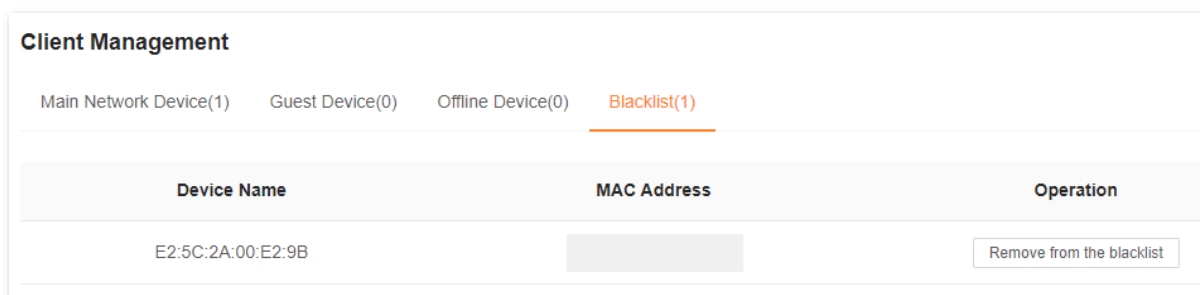 Client Management
Main Network Device(1) Guest Device(0) Offline Device(0) Blacklist(1)
Device Name MAC Address Operation
E2:5C:2A:00:E2:9B Remove from the blacklist